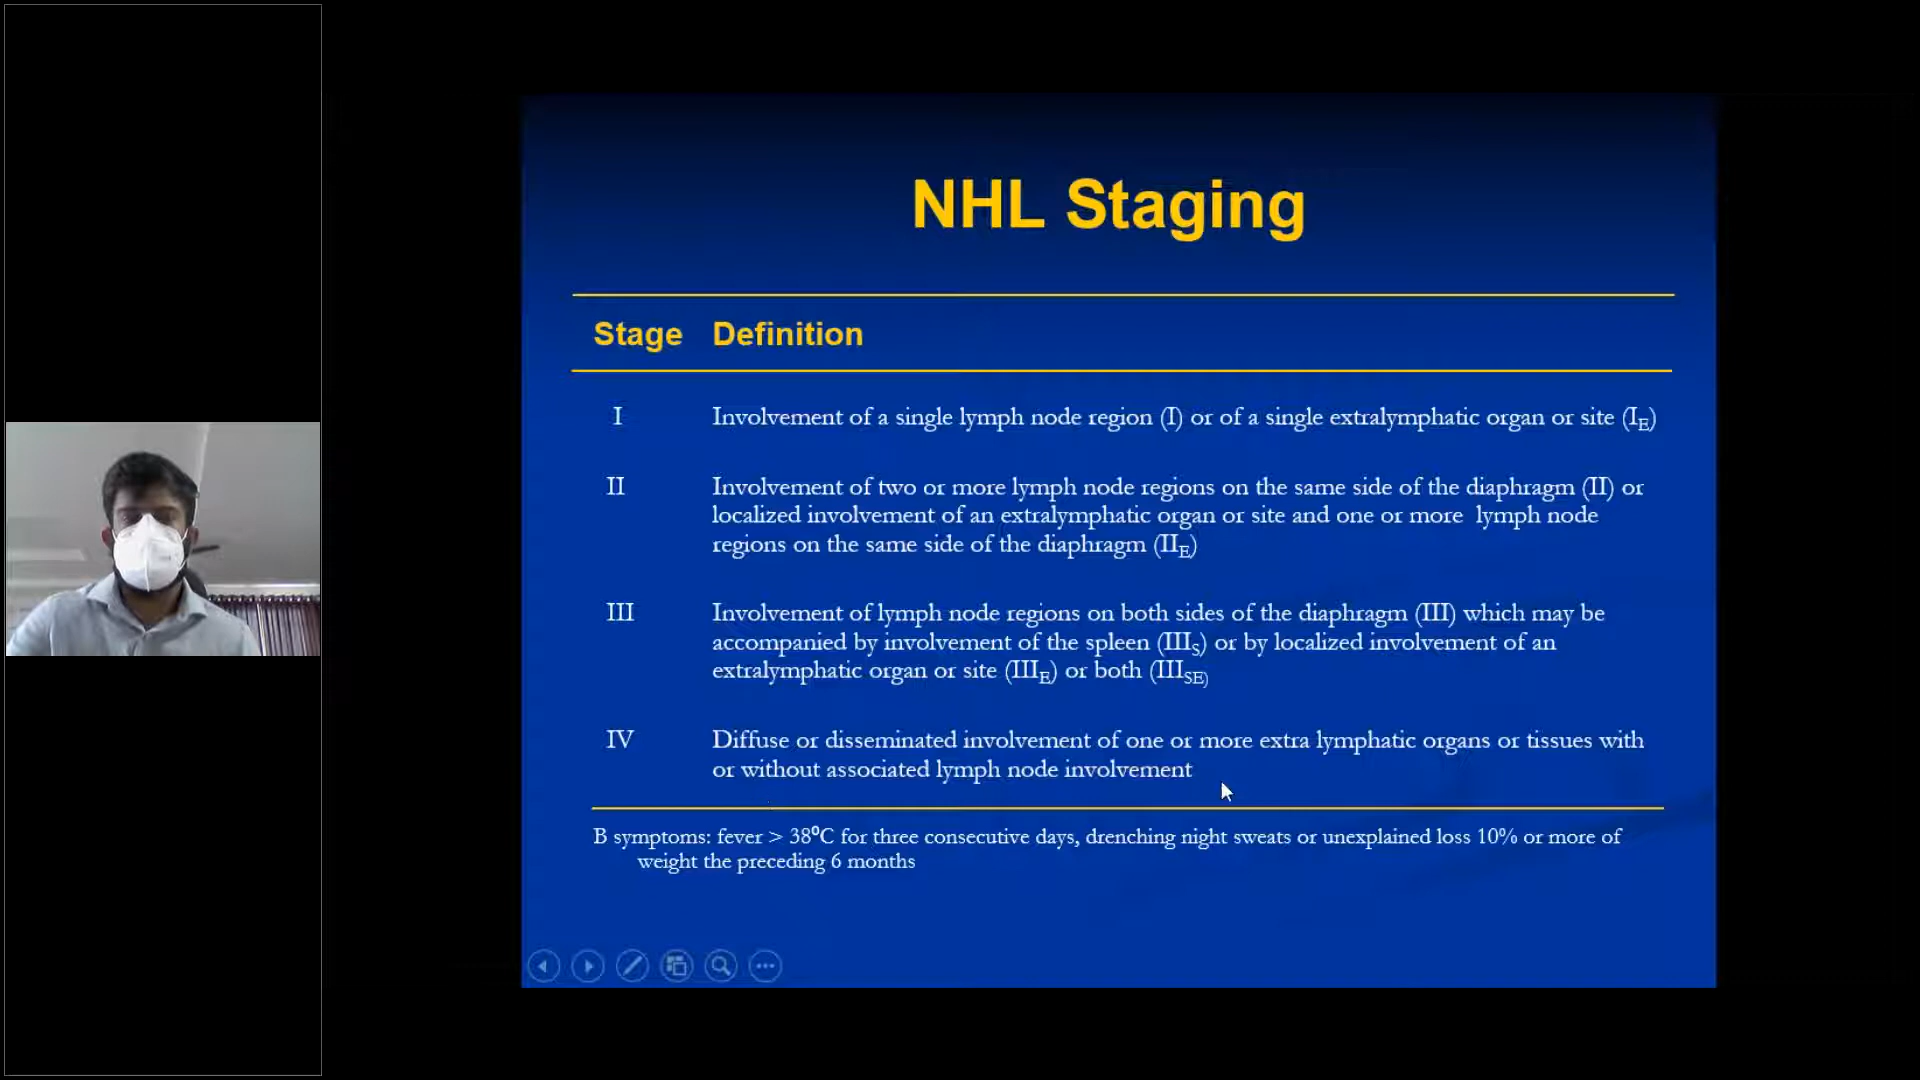 NHL Staging
Stage Definition
I Involvement of a single lymph node region (I) or of a single extralymphatic organ or site (IE)
II Involvement of two or more lymph node regions on the same side of the diaphragm (II) or
localized involvement of an extralymphatic organ or site and one or more lymph node
regions on the same side of the diaphragm (IIE)
III Involvement of lymph node regions on both sides of the diaphragm (III) which may be
accompanied by involvement of the spleen (IIIS) or by localized involvement of an
extralymphatic organ or site (IIIE) or both (IIISE)
IV Diffuse or disseminated involvement of one or more extra lymphatic organs or tissues with
or without associated lymph node involvement
B symptoms: fever > 38⁰C for three consecutive days, drenching night sweats or unexplained loss 10% or more of
weight the preceding 6 months